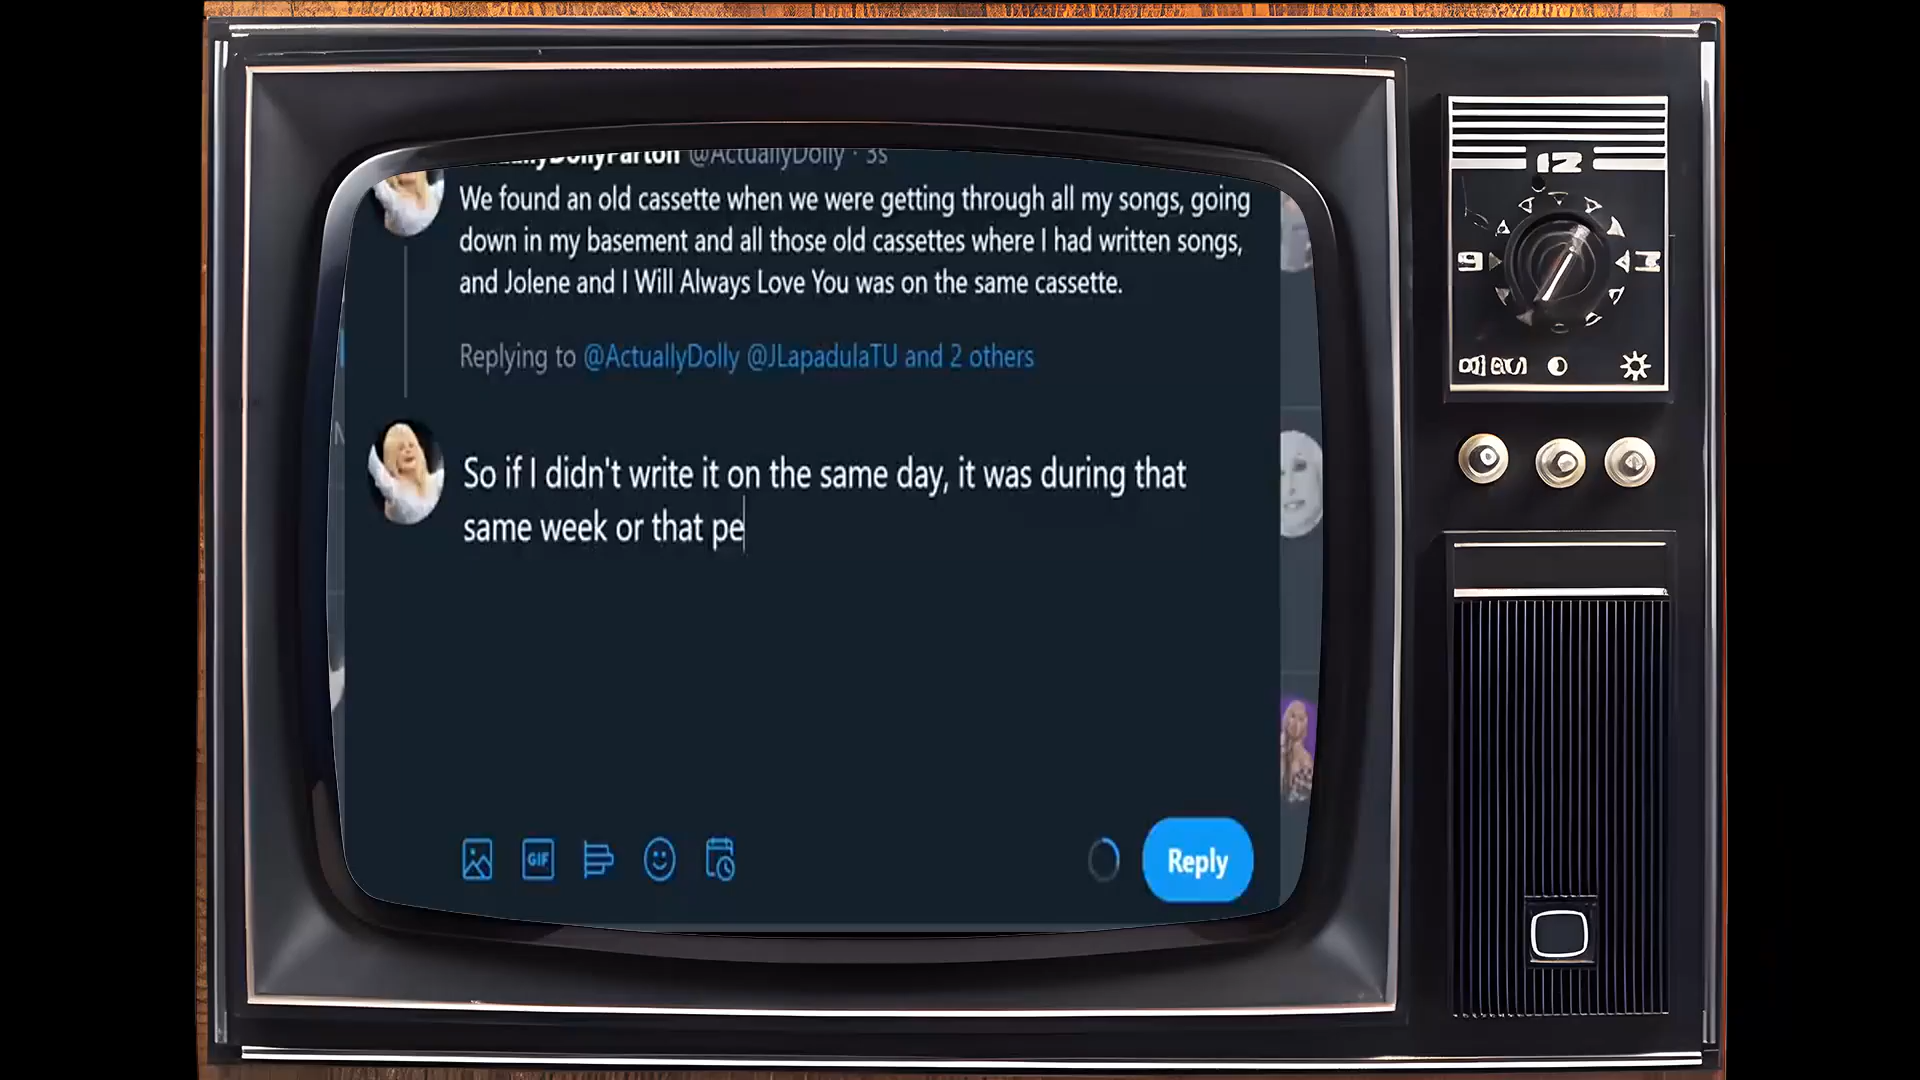 @ActuallyDolly · 3s
We found an old cassette when we were getting through all my songs, going
down in my basement and all those old cassettes where I had written songs,
and Jolene and I Will Always Love You was on the same cassette.
Replying to @ActuallyDolly @JLapadulaTU and 2 others
So if I didn't write it on the same day, it was during that
same week or that pe
GIF
Reply
12
9